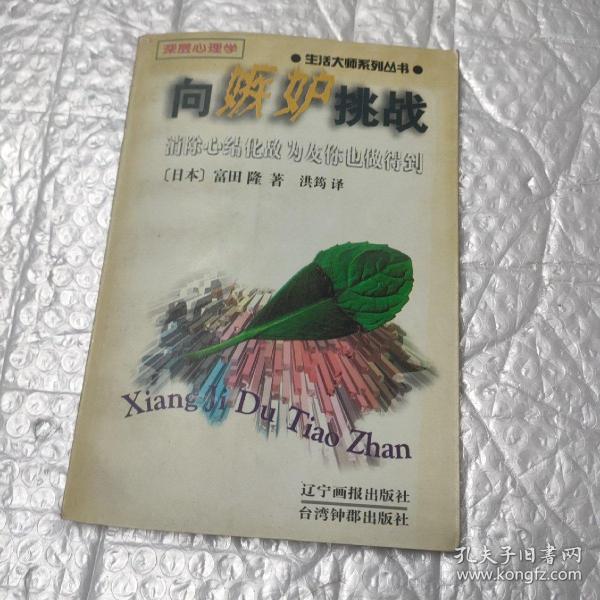 深层心理学
●生活大师系列丛书●
向嫉妒挑战
消除心结化敌为友你也做得到
〔日本〕富田 隆 著 洪筠 译
Xiang Ji Du Tiao Zhan
辽宁画报出版社
台湾钟郡出版社
孔夫子旧书网
www.kongfz.com